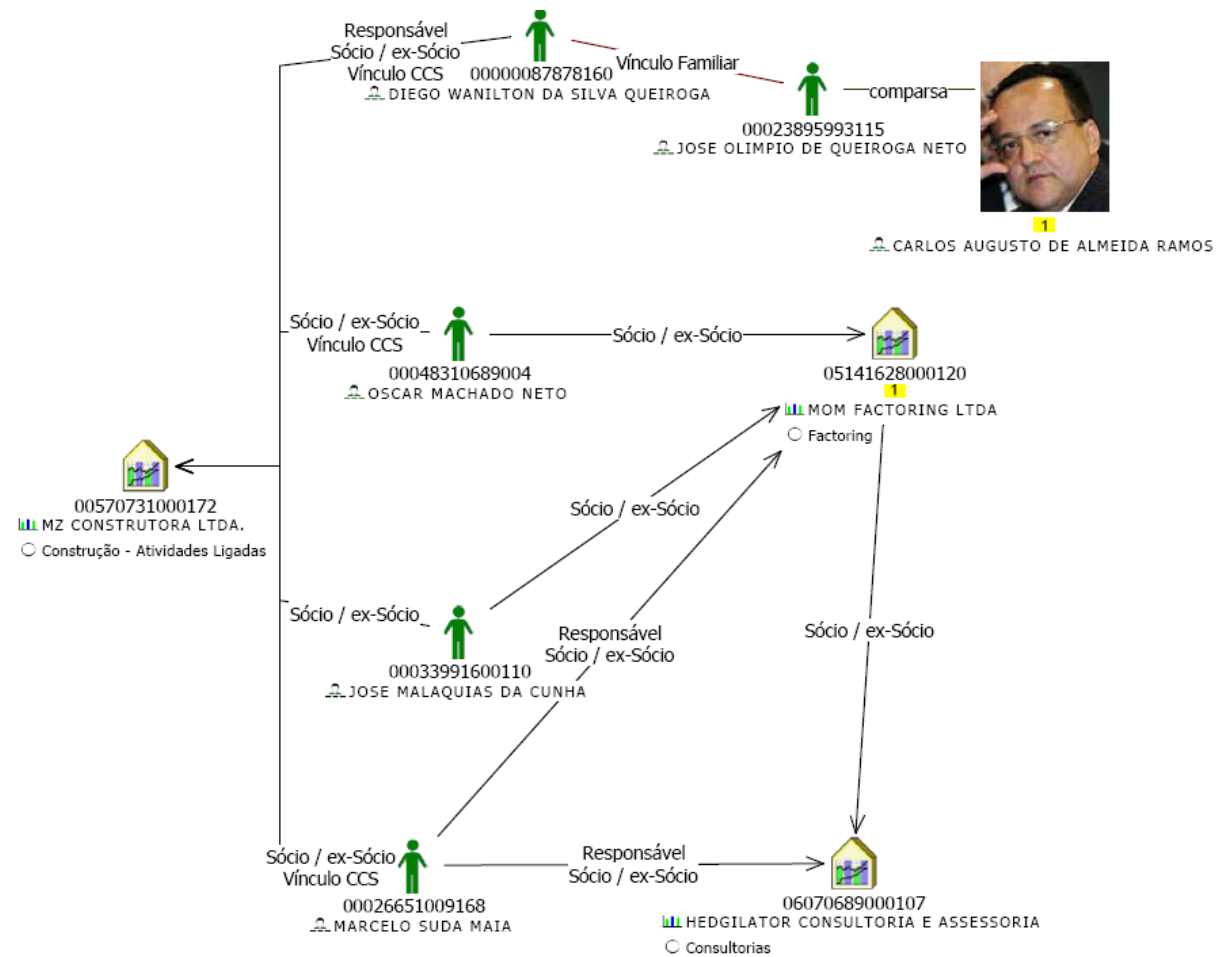 Responsável
Sócio / ex-Sócio
Vínculo CCS
00000087878160
DIEGO WANILTON DA SILVA QUEIROGA
Vínculo Familiar
00023895993115
JOSE OLIMPIO DE QUEIROGA NETO
comparsa
1
CARLOS AUGUSTO DE ALMEIDA RAMOS
Sócio / ex-Sócio
Vínculo CCS
00048310689004
OSCAR MACHADO NETO
Sócio / ex-Sócio
05141628000120
1
MOM FACTORING LTDA
Factoring
00570731000172
MZ CONSTRUTORA LTDA.
Construção - Atividades Ligadas
Sócio / ex-Sócio
Sócio / ex-Sócio
00033991600110
JOSE MALAQUIAS DA CUNHA
Responsável
Sócio / ex-Sócio
Sócio / ex-Sócio
Sócio / ex-Sócio
Vínculo CCS
00026651009168
MARCELO SUDA MAIA
Responsável
Sócio / ex-Sócio
06070689000107
HEDGILATOR CONSULTORIA E ASSESSORIA
Consultorias